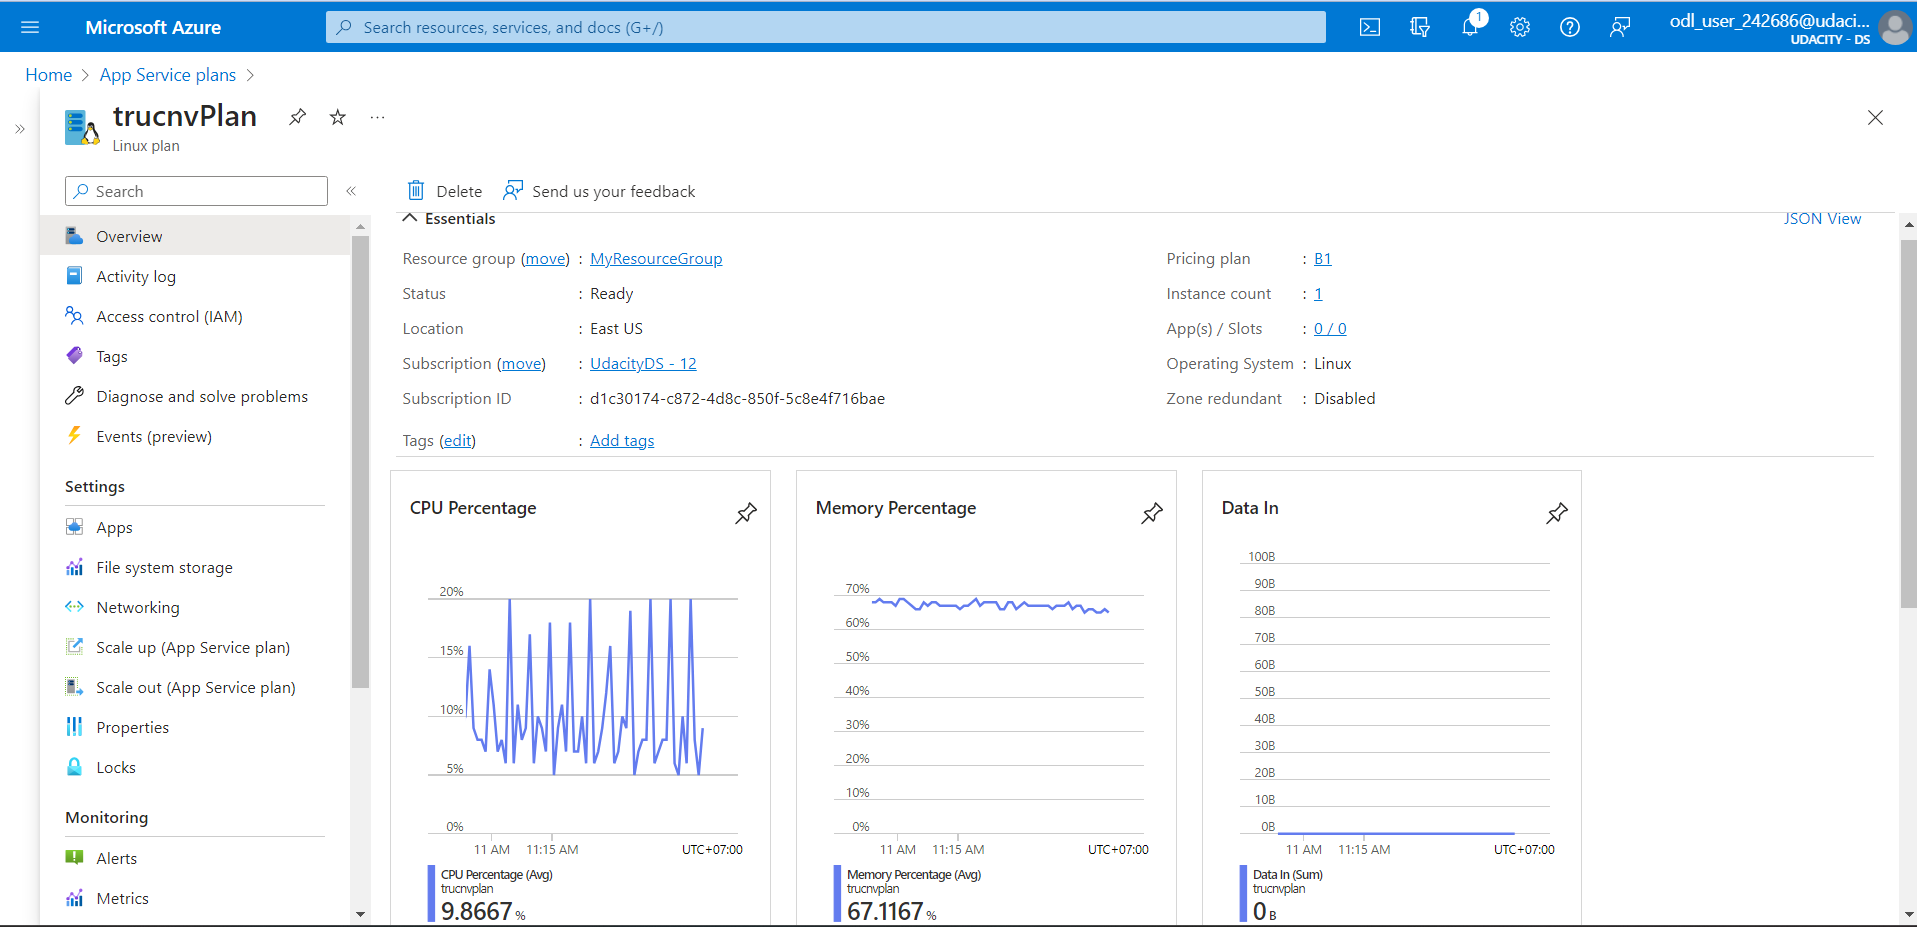 Microsoft Azure
Search resources, services, and docs (G+/)
1
odl_user_242686@udaci...
UDACITY - DS
Home > App Service plans >
trucnvPlan
Linux plan
Search
Delete
Send us your feedback
Overview
Activity log
Access control (IAM)
Tags
Diagnose and solve problems
Events (preview)
Settings
Apps
File system storage
Networking
Scale up (App Service plan)
Scale out (App Service plan)
Properties
Locks
Monitoring
Alerts
Metrics
Essentials
JSON View
Resource group (move) : MyResourceGroup
Status : Ready
Location : East US
Subscription (move) : UdacityDS - 12
Subscription ID : d1c30174-c872-4d8c-850f-5c8e4f716bae
Tags (edit) : Add tags
Pricing plan : B1
Instance count : 1
App(s) / Slots : 0 / 0
Operating System : Linux
Zone redundant : Disabled
CPU Percentage
20%
15%
10%
5%
0%
11 AM 11:15 AM UTC+07:00
CPU Percentage (Avg)
trucnvplan
9.8667 %
Memory Percentage
70%
60%
50%
40%
30%
20%
10%
0%
11 AM 11:15 AM UTC+07:00
Memory Percentage (Avg)
trucnvplan
67.1167 %
Data In
100B
90B
80B
70B
60B
50B
40B
30B
20B
10B
0B
11 AM 11:15 AM UTC+07:00
Data In (Sum)
trucnvplan
0 B